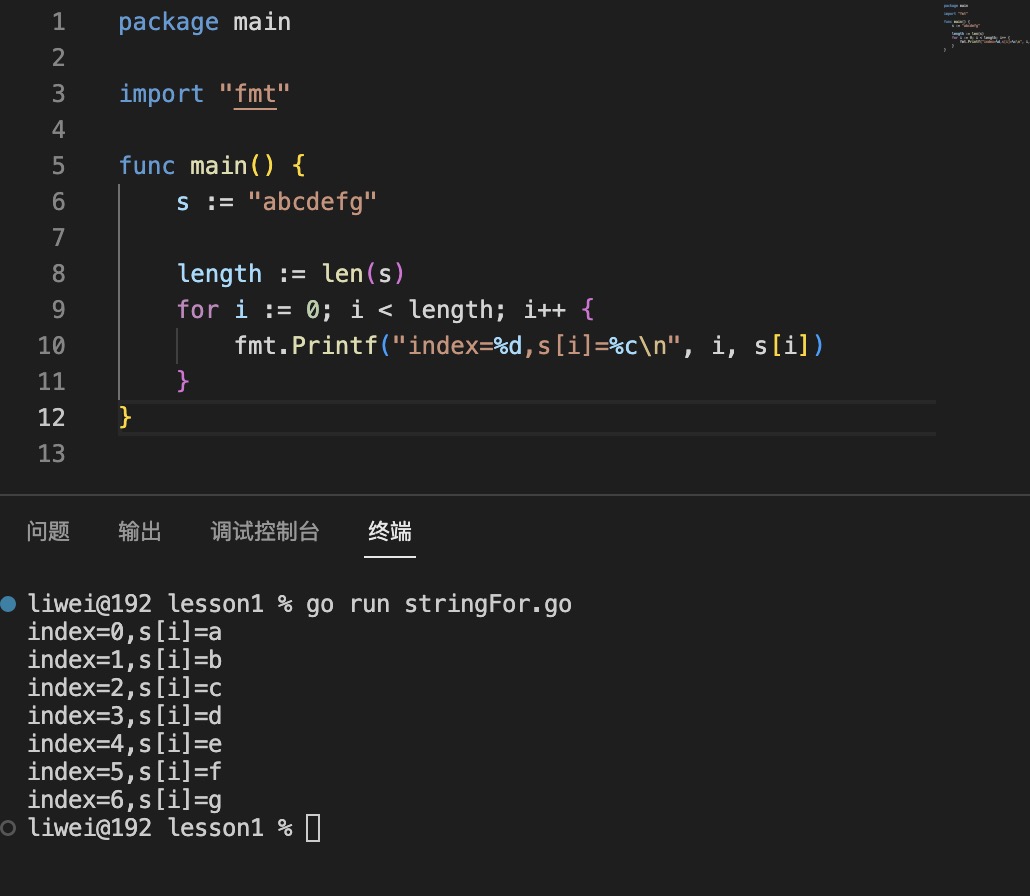 1 package main
2
3 import "fmt"
4
5 func main() {
6     s := "abcdefg"
7
8     length := len(s)
9     for i := 0; i < length; i++ {
10         fmt.Printf("index=%d,s[i]=%c\n", i, s[i])
11     }
12 }
13
问题 输出 调试控制台 终端
liwei@192 lesson1 % go run stringFor.go
index=0,s[i]=a
index=1,s[i]=b
index=2,s[i]=c
index=3,s[i]=d
index=4,s[i]=e
index=5,s[i]=f
index=6,s[i]=g
liwei@192 lesson1 %